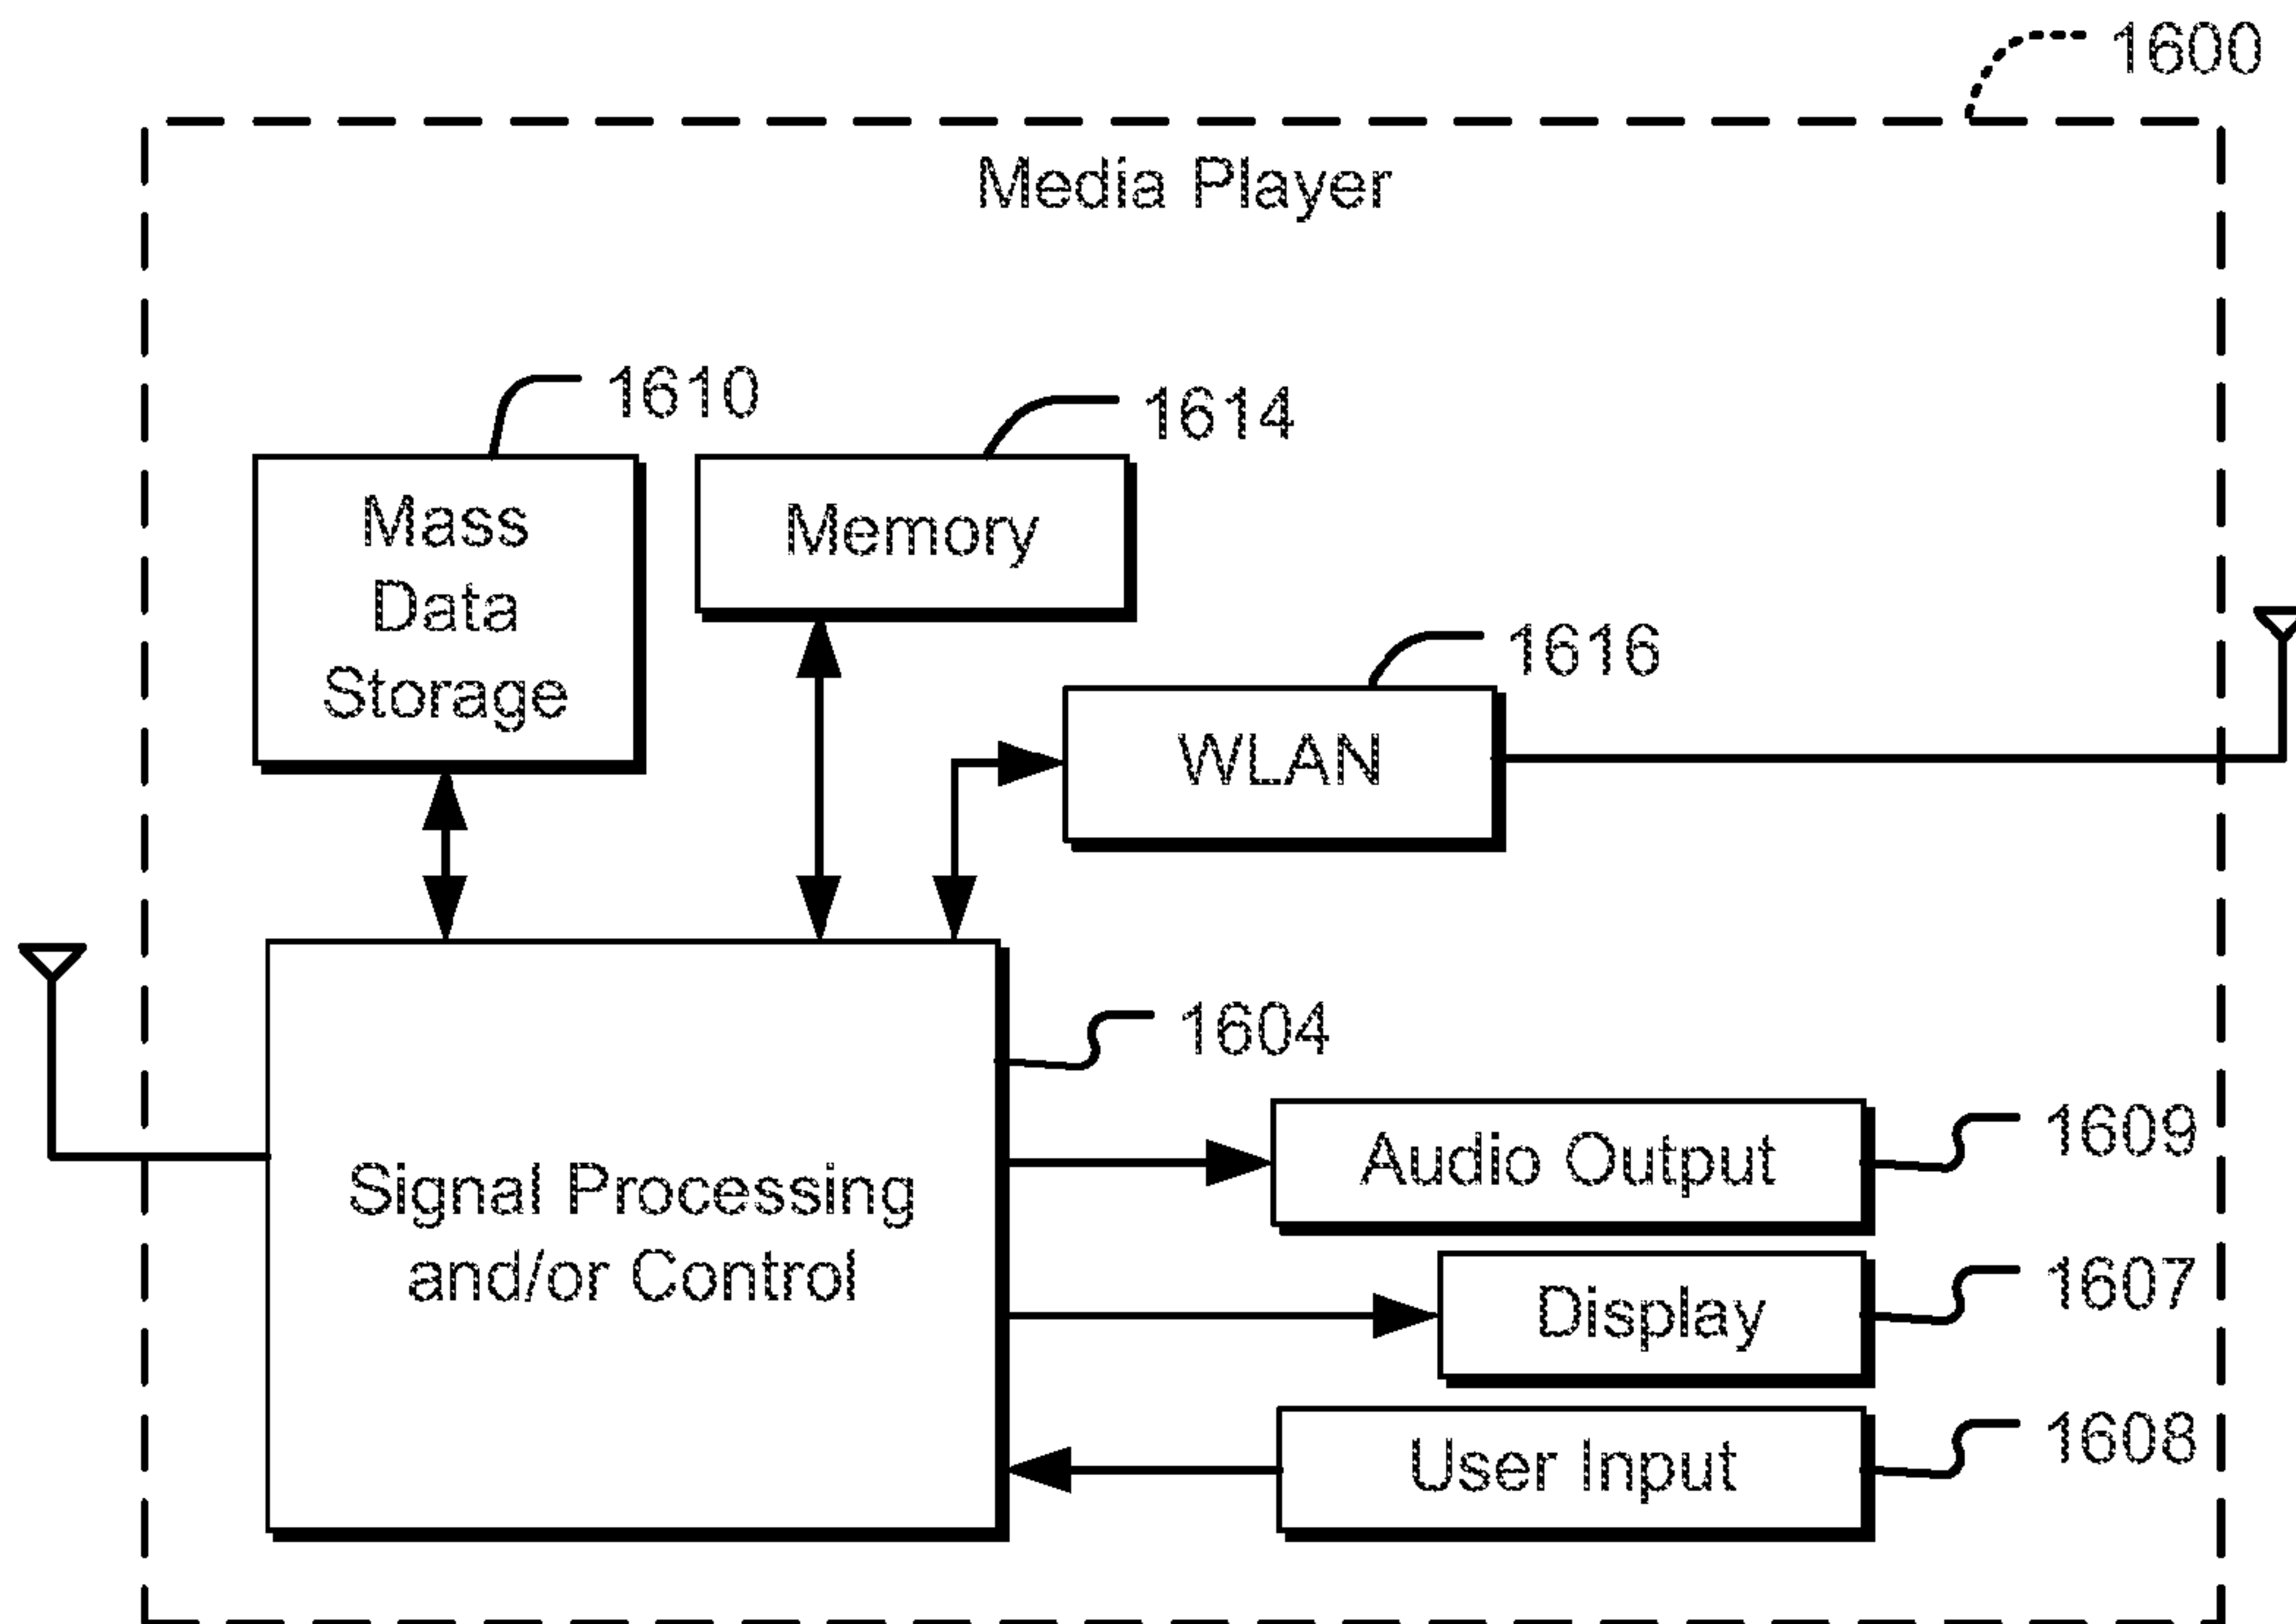 1600
Media Player
1610
1614
Mass
Data
Storage
Memory
1616
WLAN
1604
Signal Processing
and/or Control
Audio Output
1609
Display
1607
User Input
1608